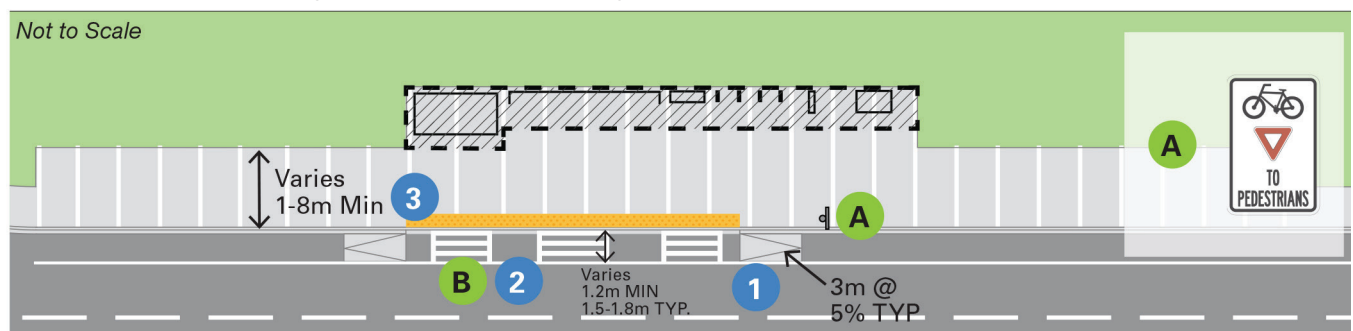 Not to Scale
Varies
1-8m Min
3
A
B
2
Varies
1.2m MIN
1.5-1.8m TYP.
1
3m @
5% TYP
A
TO
PEDESTRIANS